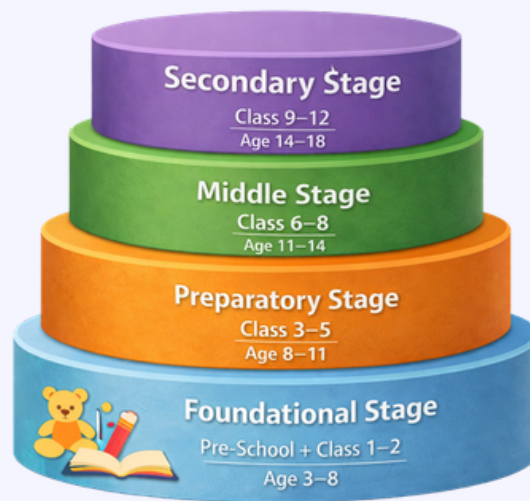 Secondary Stage
Class 9–12
Age 14–18
Middle Stage
Class 6–8
Age 11–14
Preparatory Stage
Class 3–5
Age 8–11
Foundational Stage
Pre-School + Class 1–2
Age 3–8